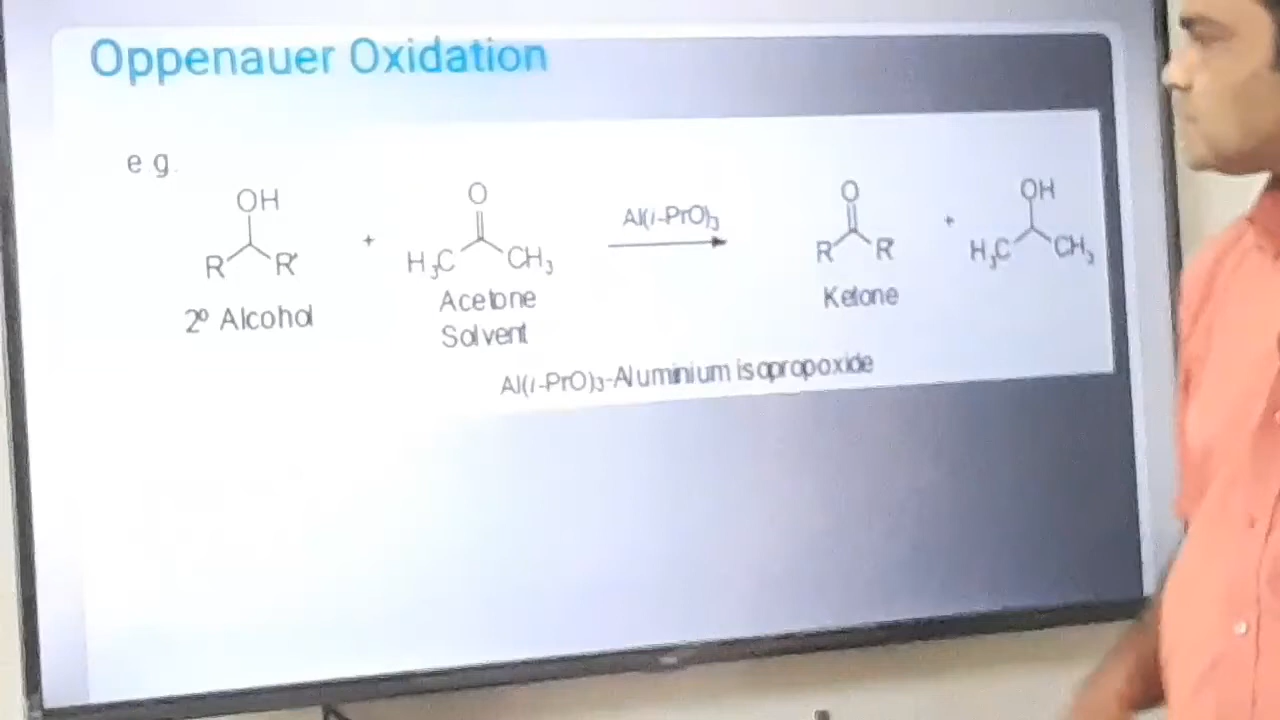 Oppenauer Oxidation
e g.
OH
R R'
2º Alcohol
+
O
H₃C CH₃
Acetone
Solvent
Al(i-PrO)₃
O
R R'
Ketone
+
OH
H₃C CH₃
Al(i-PrO)₃-Aluminium isopropoxide